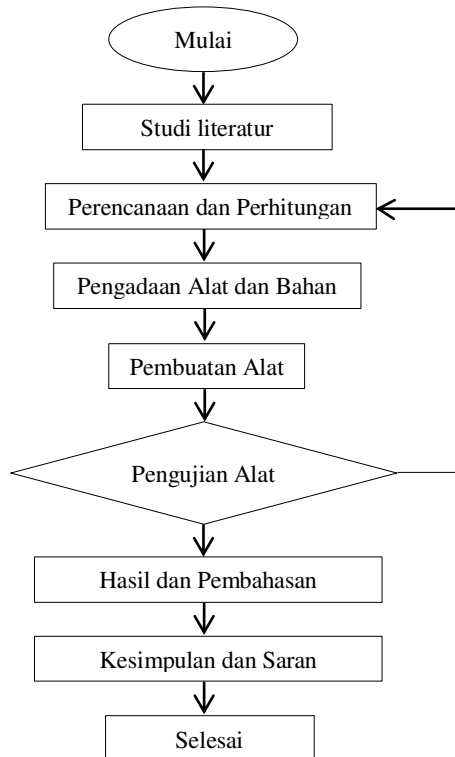 Mulai
Studi literatur
Perencanaan dan Perhitungan
Pengadaan Alat dan Bahan
Pembuatan Alat
Pengujian Alat
Hasil dan Pembahasan
Kesimpulan dan Saran
Selesai